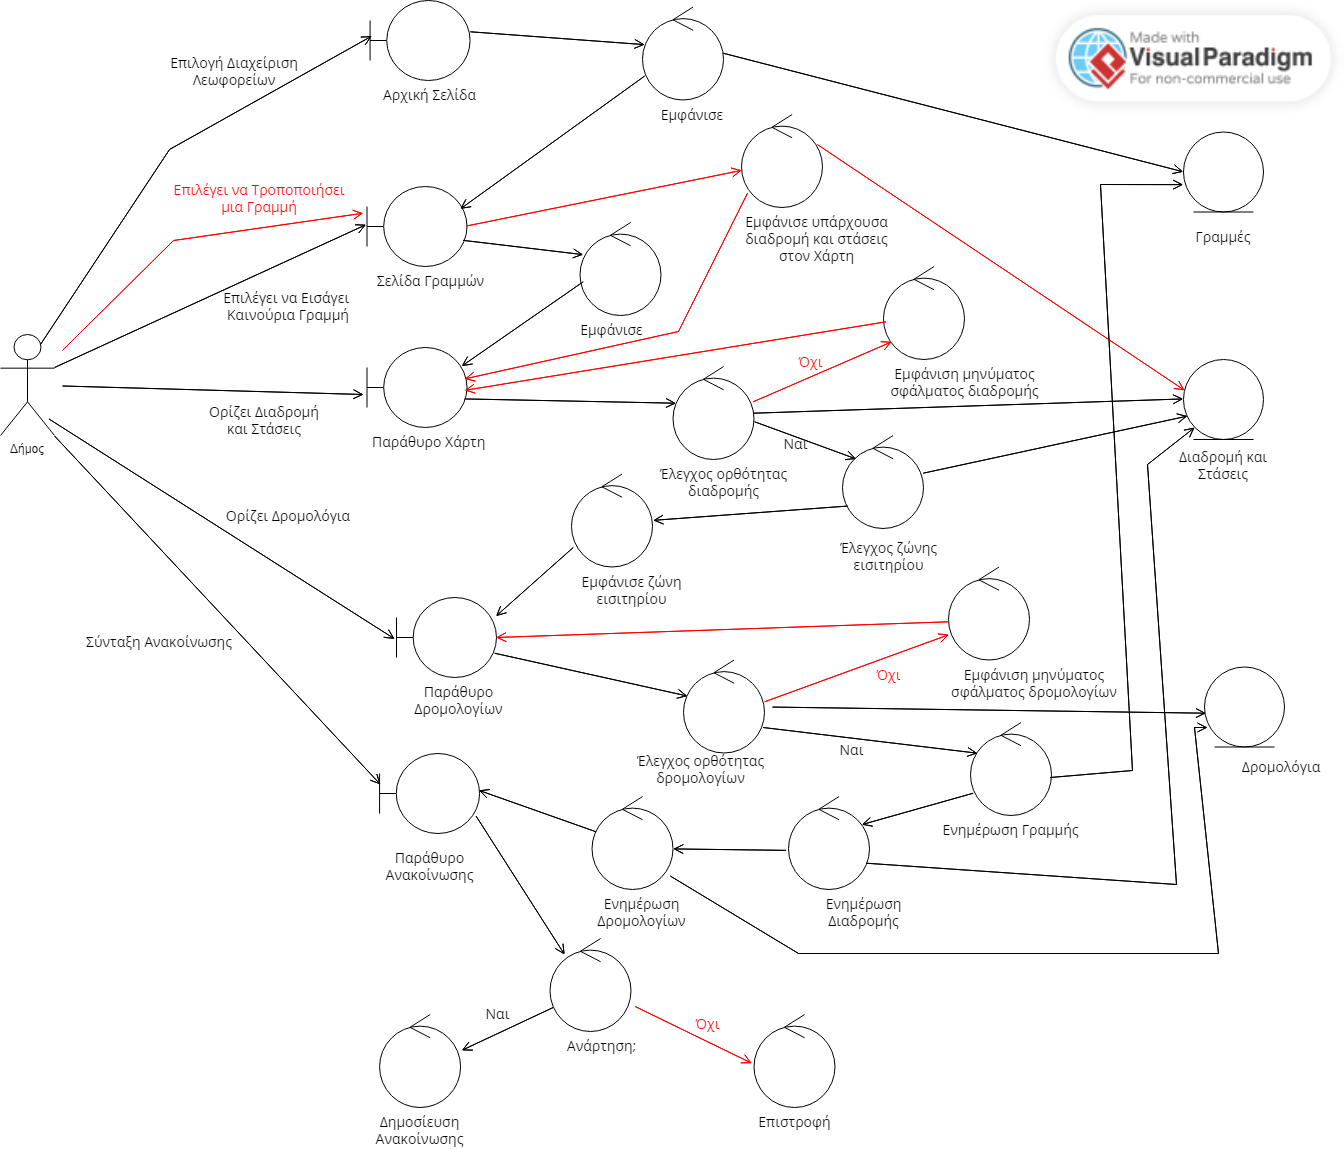 Made with
Visual Paradigm
For non-commercial use
Επιλογή Διαχείριση
Λεωφορείων
Αρχική Σελίδα
Εμφάνισε
Επιλέγει να Τροποποιήσει
μια Γραμμή
Εμφάνισε υπάρχουσα
διαδρομή και στάσεις
στον Χάρτη
Γραμμές
Σελίδα Γραμμών
Επιλέγει να Εισάγει
Καινούρια Γραμμή
Εμφάνισε
Όχι
Εμφάνιση μηνύματος
σφάλματος διαδρομής
Ορίζει Διαδρομή
και Στάσεις
Παράθυρο Χάρτη
Δήμος
Ναι
Διαδρομή και
Στάσεις
Έλεγχος ορθότητας
διαδρομής
Ορίζει Δρομολόγια
Έλεγχος ζώνης
εισιτηρίου
Εμφάνισε ζώνη
εισιτηρίου
Σύνταξη Ανακοίνωσης
Όχι
Εμφάνιση μηνύματος
σφάλματος δρομολογίων
Παράθυρο
Δρομολογίων
Έλεγχος ορθότητας
δρομολογίων
Ναι
Δρομολόγια
Ενημέρωση Γραμμής
Παράθυρο
Ανακοίνωσης
Ενημέρωση
Δρομολογίων
Ενημέρωση
Διαδρομής
Ναι
Όχι
Ανάρτηση;
Δημοσίευση
Ανακοίνωσης
Επιστροφή